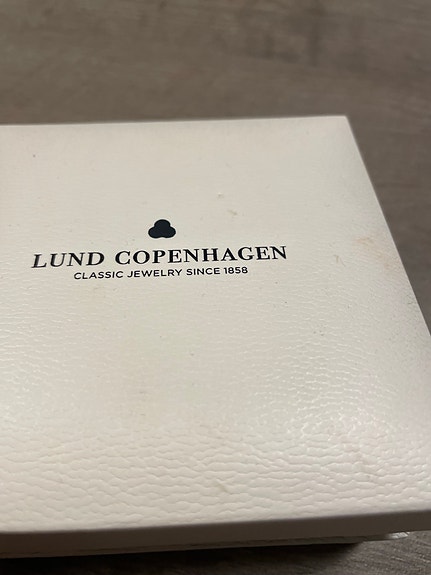 LUND COPENHAGEN
CLASSIC JEWELRY SINCE 1858